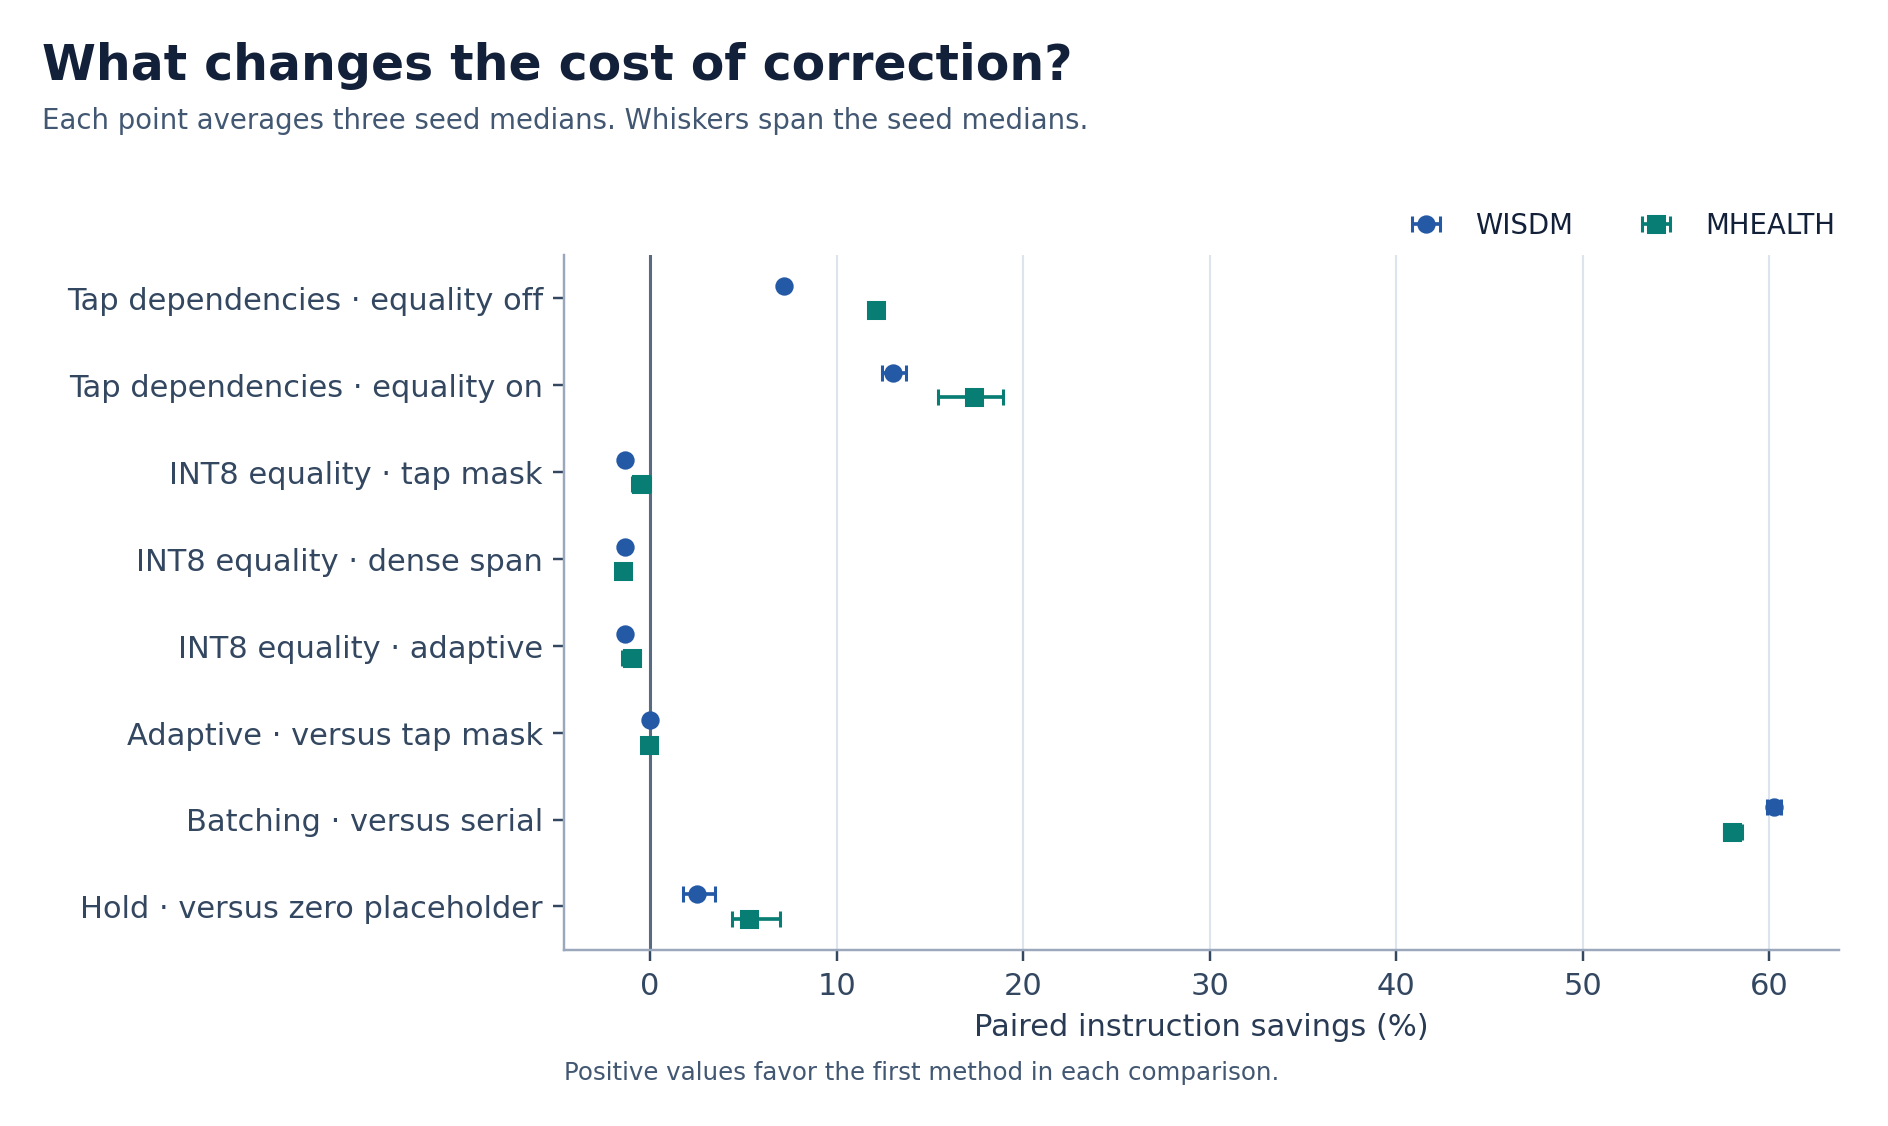 What changes the cost of correction?
Each point averages three seed medians. Whiskers span the seed medians.
WISDM
MHEALTH
Tap dependencies · equality off
Tap dependencies · equality on
INT8 equality · tap mask
INT8 equality · dense span
INT8 equality · adaptive
Adaptive · versus tap mask
Batching · versus serial
Hold · versus zero placeholder
0 10 20 30 40 50 60
Paired instruction savings (%)
Positive values favor the first method in each comparison.